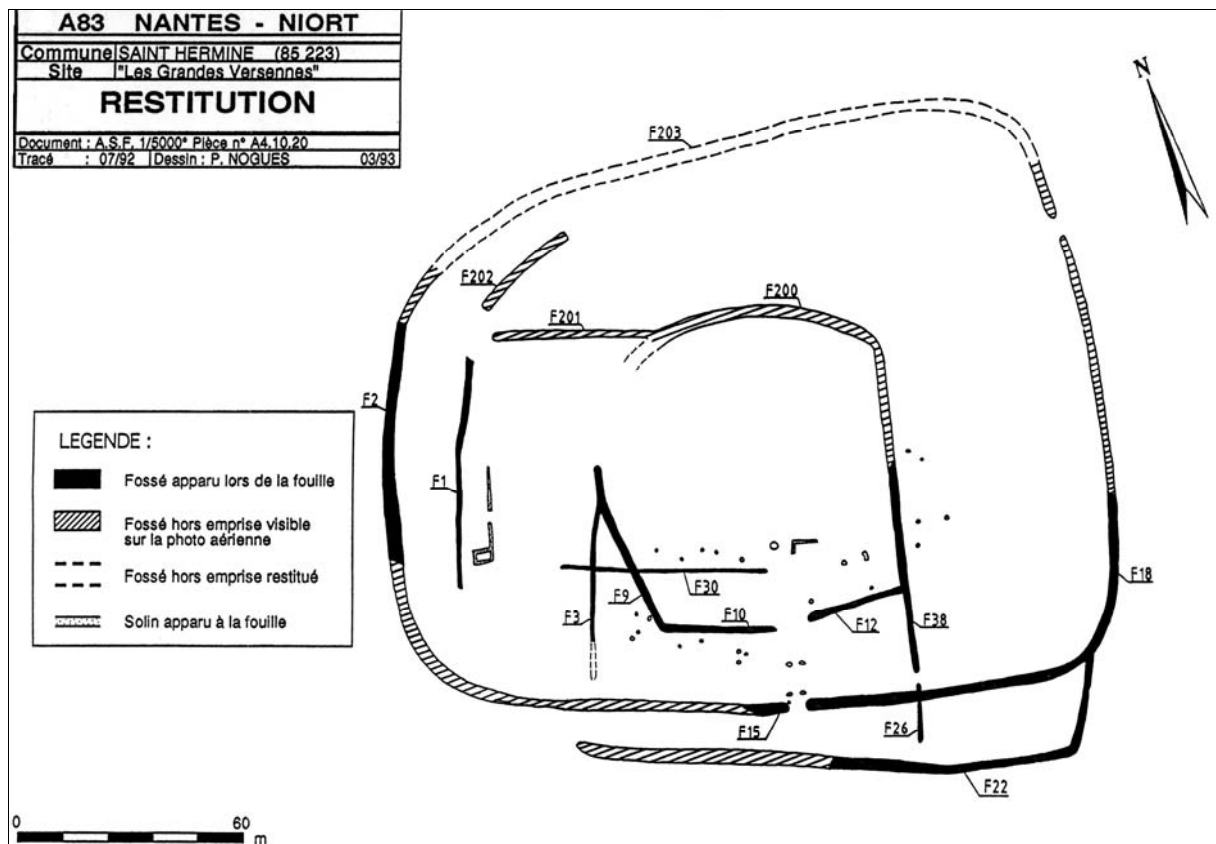 A83 NANTES - NIORT
Commune SAINT HERMINE (85 223)
Site "Les Grandes Versennes"
RESTITUTION
Document : A.S.F. 1/5000° Pièce n° A4.10.20
Tracé : 07/92 Dessin : P. NOGUES 03/93
N
F203
F202
F200
F201
F2
LEGENDE :
Fossé apparu lors de la fouille
Fossé hors emprise visible
sur la photo aérienne
Fossé hors emprise restitué
Solin apparu à la fouille
F1
F30
F18
F9
F3
F10
F12
F38
F15
F26
F22
0 60
m